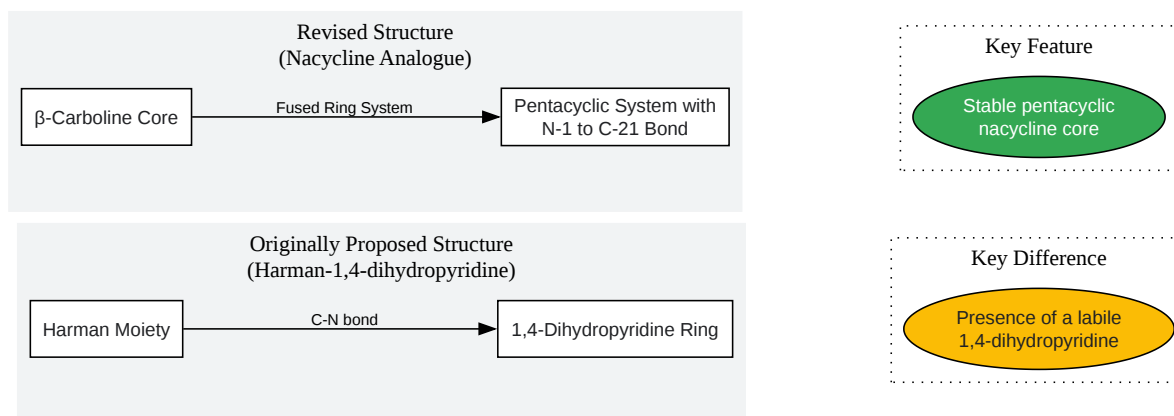 Revised Structure
(Nacycline Analogue)
β-Carboline Core
Fused Ring System
Pentacyclic System with
N-1 to C-21 Bond
Key Feature
Stable pentacyclic
nacycline core
Originally Proposed Structure
(Harman-1,4-dihydropyridine)
Harman Moiety
C-N bond
1,4-Dihydropyridine Ring
Key Difference
Presence of a labile
1,4-dihydropyridine